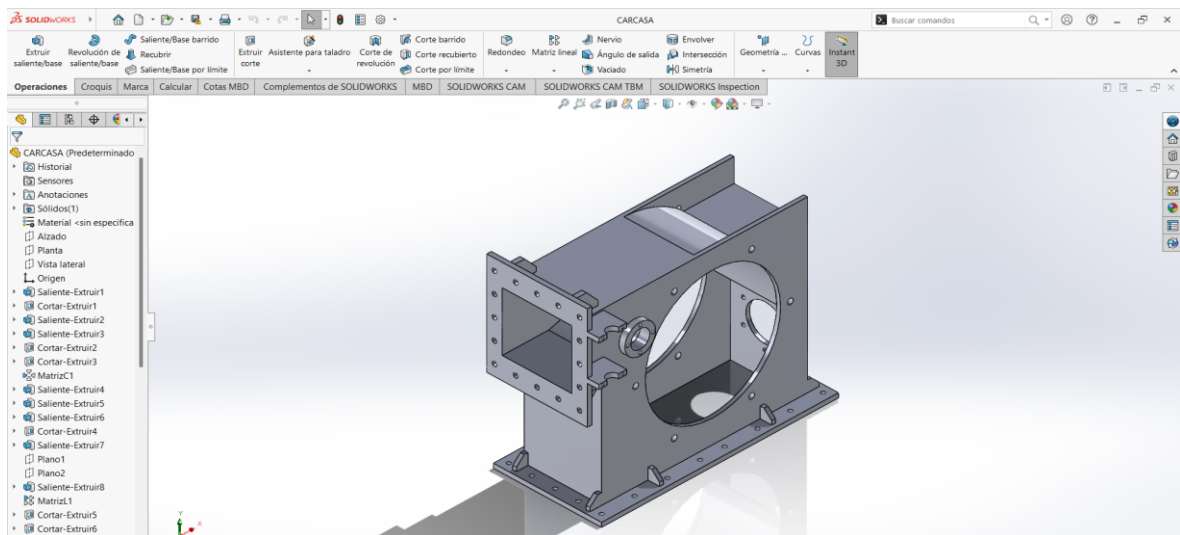 SOLIDWORKS
CARCASA
Buscar comandos
Extruir saliente/base
Revolución de saliente/base
Saliente/Base barrido
Recubrir
Saliente/Base por límite
Extruir corte
Asistente para taladro
Corte de revolución
Corte barrido
Corte recubierto
Corte por límite
Redondeo
Matriz lineal
Nervio
Ángulo de salida
Vaciado
Envolver
Intersección
Simetría
Geometría ...
Curvas
Instant 3D
Operaciones
Croquis
Marca
Calcular
Cotas MBD
Complementos de SOLIDWORKS
MBD
SOLIDWORKS CAM
SOLIDWORKS CAM TBM
SOLIDWORKS Inspection
CARCASA (Predeterminado
Historial
Sensores
Anotaciones
Sólidos(1)
Material <sin especifica
Alzado
Planta
Vista lateral
Origen
Saliente-Extruir1
Cortar-Extruir1
Saliente-Extruir2
Saliente-Extruir3
Cortar-Extruir2
Cortar-Extruir3
MatrizC1
Saliente-Extruir4
Saliente-Extruir5
Saliente-Extruir6
Cortar-Extruir4
Saliente-Extruir7
Plano1
Plano2
Saliente-Extruir8
MatrizL1
Cortar-Extruir5
Cortar-Extruir6
Y
X